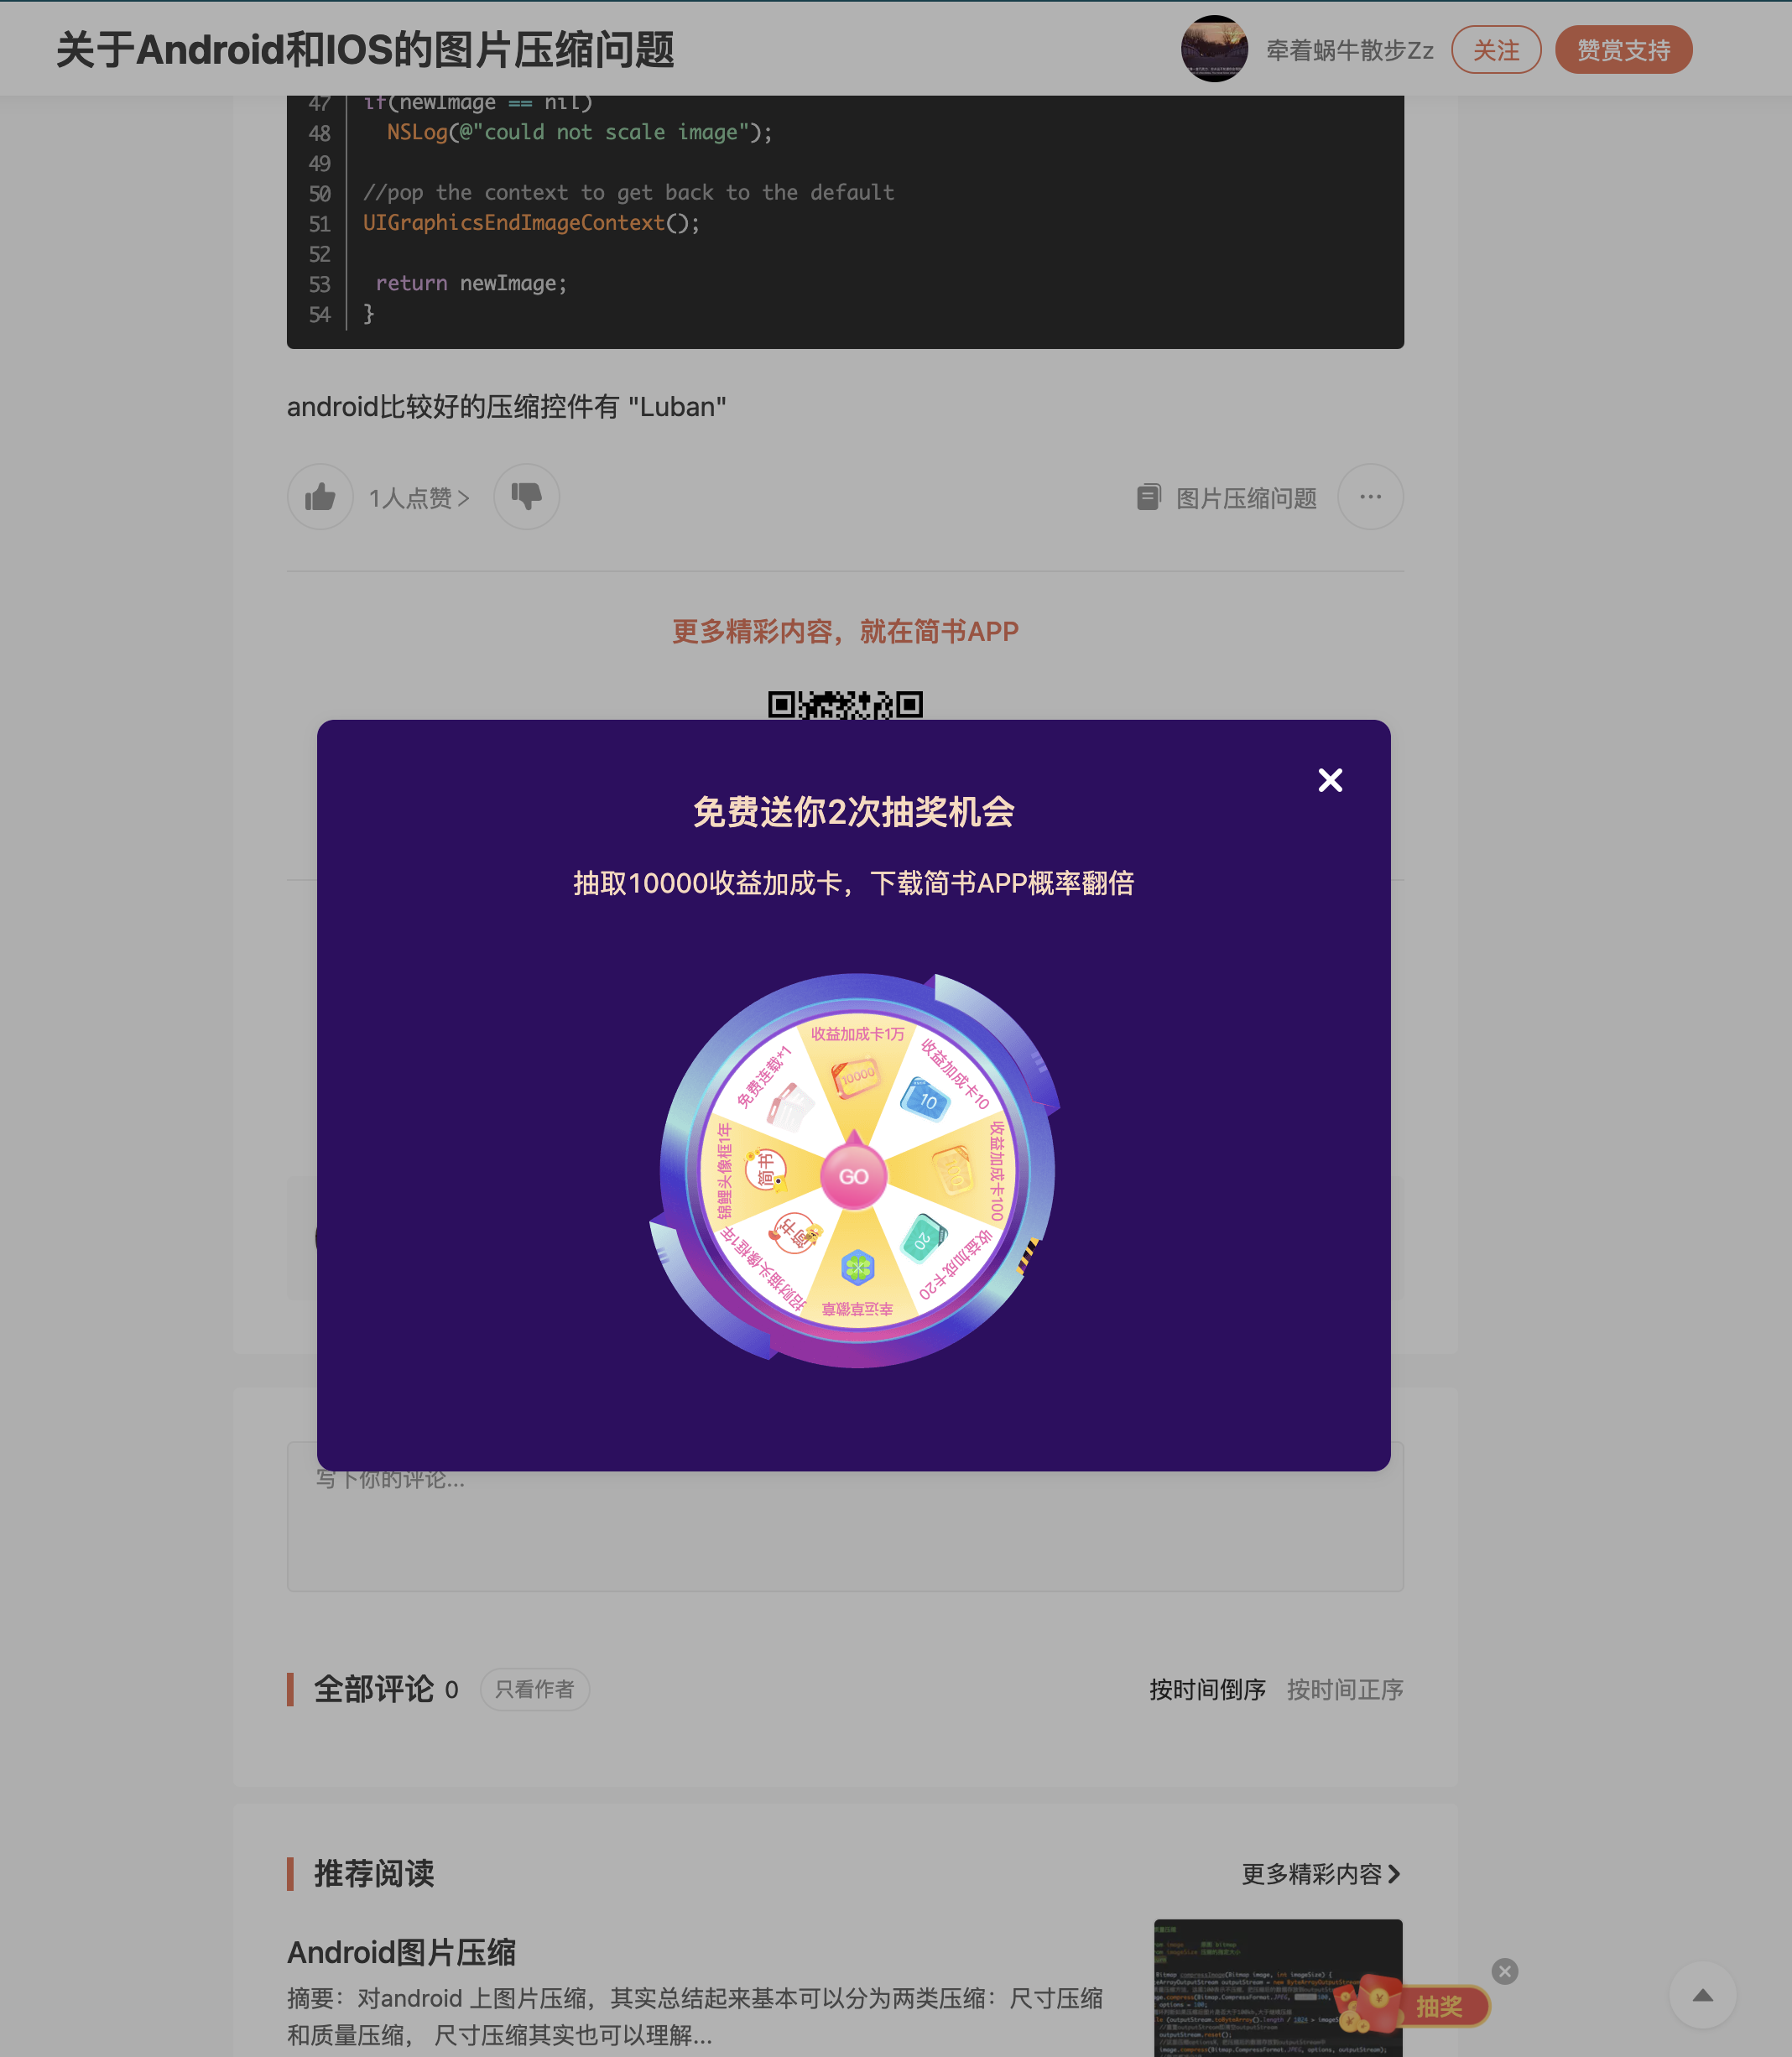 关于Android和IOS的图片压缩问题
牵着蜗牛散步Zz
关注
赞赏支持
47 if(newImage == nil)
48 NSLog(@"could not scale image");
49
50 //pop the context to get back to the default
51 UIGraphicsEndImageContext();
52
53 return newImage;
54 }
android比较好的压缩控件有 "Luban"
1人点赞>
图片压缩问题
更多精彩内容，就在简书APP
免费送你2次抽奖机会
抽取10000收益加成卡，下载简书APP概率翻倍
收益加成卡1万
10000
收益加成卡10
10
收益加成卡100
100
收益加成卡20
20
幸运草徽章
招财猫头像框1年
简书
锦鲤头像框1年
简书
免费连载*1
GO
写下你的评论...
全部评论 0
只看作者
按时间倒序
按时间正序
推荐阅读
更多精彩内容
Android图片压缩
摘要：对android 上图片压缩，其实总结起来基本可以分为两类压缩：尺寸压缩
和质量压缩， 尺寸压缩其实也可以理解...
抽奖